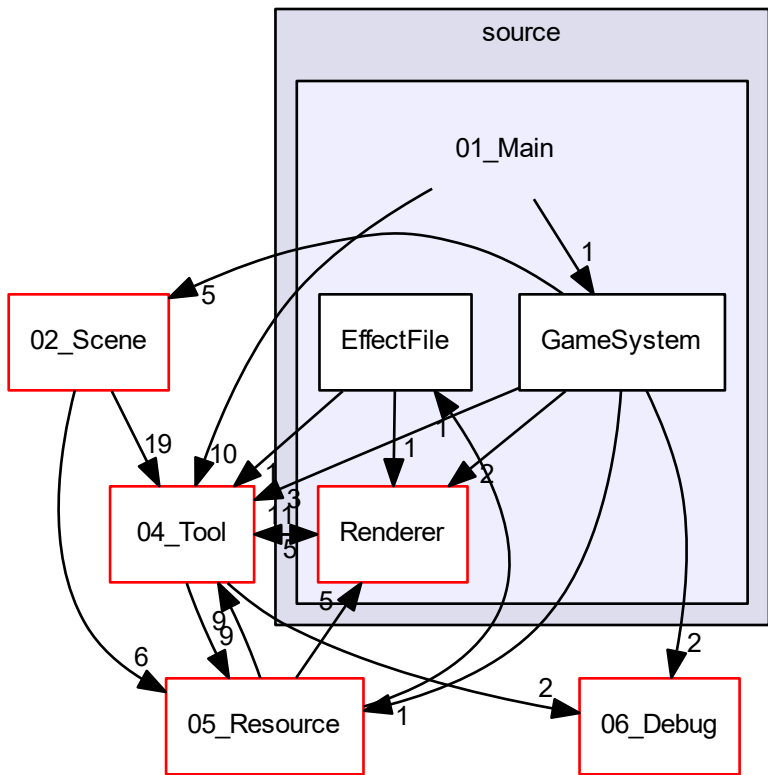 source
01_Main
1
5
02_Scene
EffectFile
GameSystem
19
10
1
1
1
3
2
04_Tool
11
5
Renderer
9
9
5
6
2
2
1
05_Resource
06_Debug